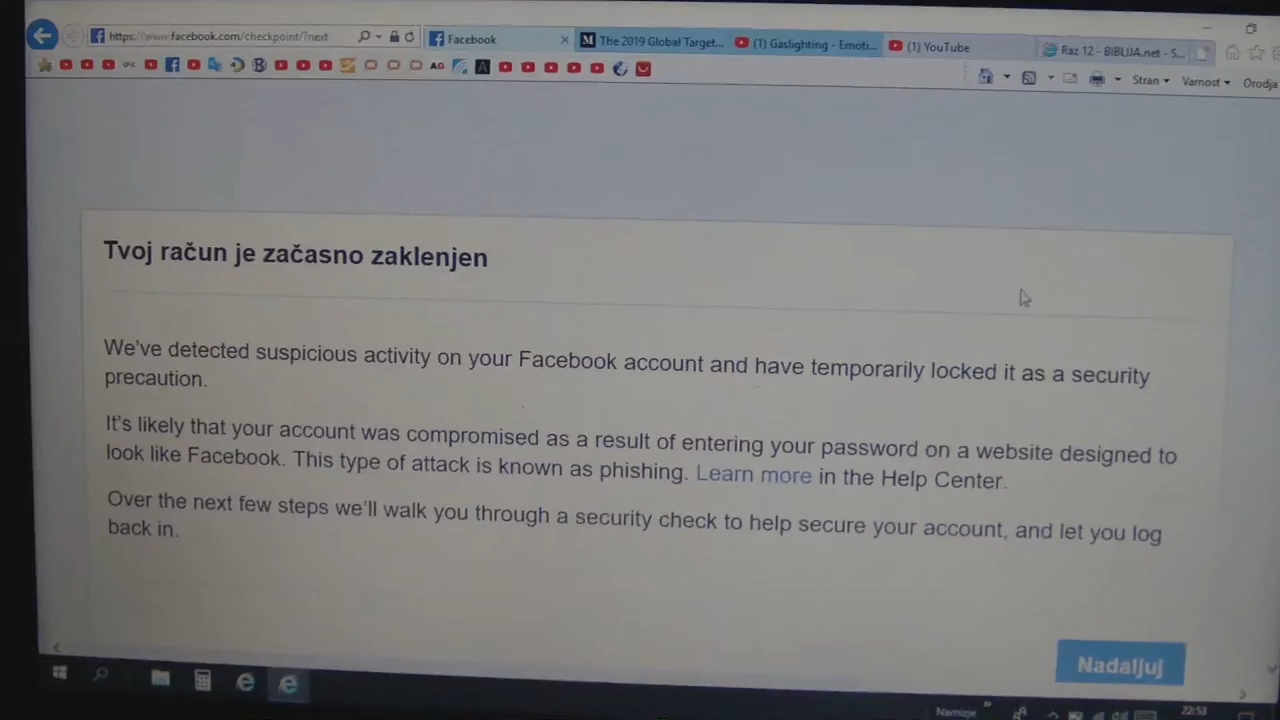 https://www.facebook.com/checkpoint/?next
Facebook
The 2019 Global Target...
(1) Gaslighting - Emoti...
(1) YouTube
Raz 12 - BIBLIJA.net - S...
AG
Stran
Varnost
Orodja
Tvoj račun je začasno zaklenjen
We've detected suspicious activity on your Facebook account and have temporarily locked it as a security
precaution.
It's likely that your account was compromised as a result of entering your password on a website designed to
look like Facebook. This type of attack is known as phishing. Learn more in the Help Center.
Over the next few steps we'll walk you through a security check to help secure your account, and let you log
back in.
Nadaljuj
Namizje
22:53